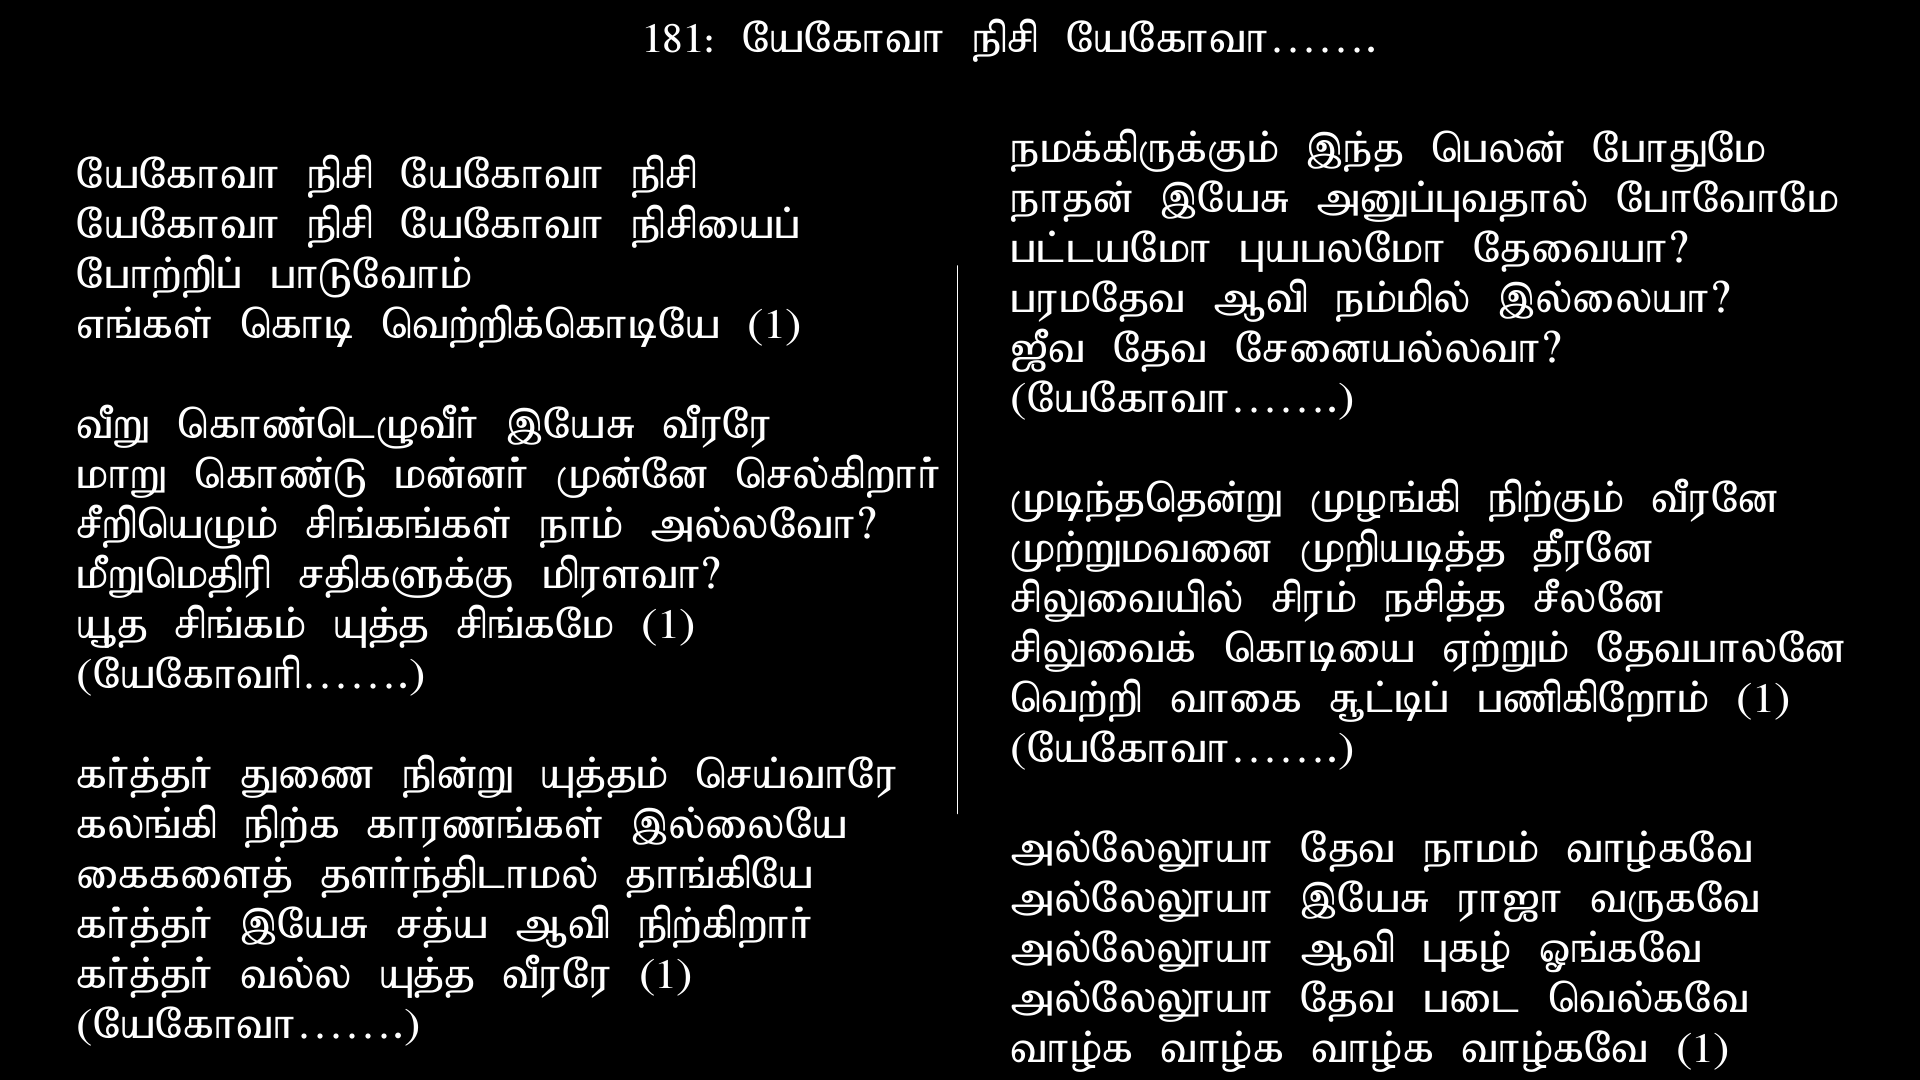 181: யேகோவா நிசி யேகோவா…….
யேகோவா நிசி யேகோவா நிசி
யேகோவா நிசி யேகோவா நிசியைப்
போற்றிப் பாடுவோம்
எங்கள் கொடி வெற்றிக்கொடியே (1)
வீறு கொண்டெழுவீர் இயேசு வீரரே
மாறு கொண்டு மன்னர் முன்னே செல்கிறார்
சீறியெழும் சிங்கங்கள் நாம் அல்லவோ?
மீறுமெதிரி சதிகளுக்கு மிரளவா?
யூத சிங்கம் யுத்த சிங்கமே (1)
(யேகோவரி…….)
கர்த்தர் துணை நின்று யுத்தம் செய்வாரே
கலங்கி நிற்க காரணங்கள் இல்லையே
கைகளைத் தளர்ந்திடாமல் தாங்கியே
கர்த்தர் இயேசு சத்ய ஆவி நிற்கிறார்
கர்த்தர் வல்ல யுத்த வீரரே (1)
(யேகோவா…….)
நமக்கிருக்கும் இந்த பெலன் போதுமே
நாதன் இயேசு அனுப்புவதால் போவோமே
பட்டயமோ புயபலமோ தேவையா?
பரமதேவ ஆவி நம்மில் இல்லையா?
ஜீவ தேவ சேனையல்லவா?
(யேகோவா…….)
முடிந்ததென்று முழங்கி நிற்கும் வீரனே
முற்றுமவனை முறியடித்த தீரனே
சிலுவையில் சிரம் நசித்த சீலனே
சிலுவைக் கொடியை ஏற்றும் தேவபாலனே
வெற்றி வாகை சூட்டிப் பணிகிறோம் (1)
(யேகோவா…….)
அல்லேலூயா தேவ நாமம் வாழ்கவே
அல்லேலூயா இயேசு ராஜா வருகவே
அல்லேலூயா ஆவி புகழ் ஓங்கவே
அல்லேலூயா தேவ படை வெல்கவே
வாழ்க வாழ்க வாழ்க வாழ்கவே (1)